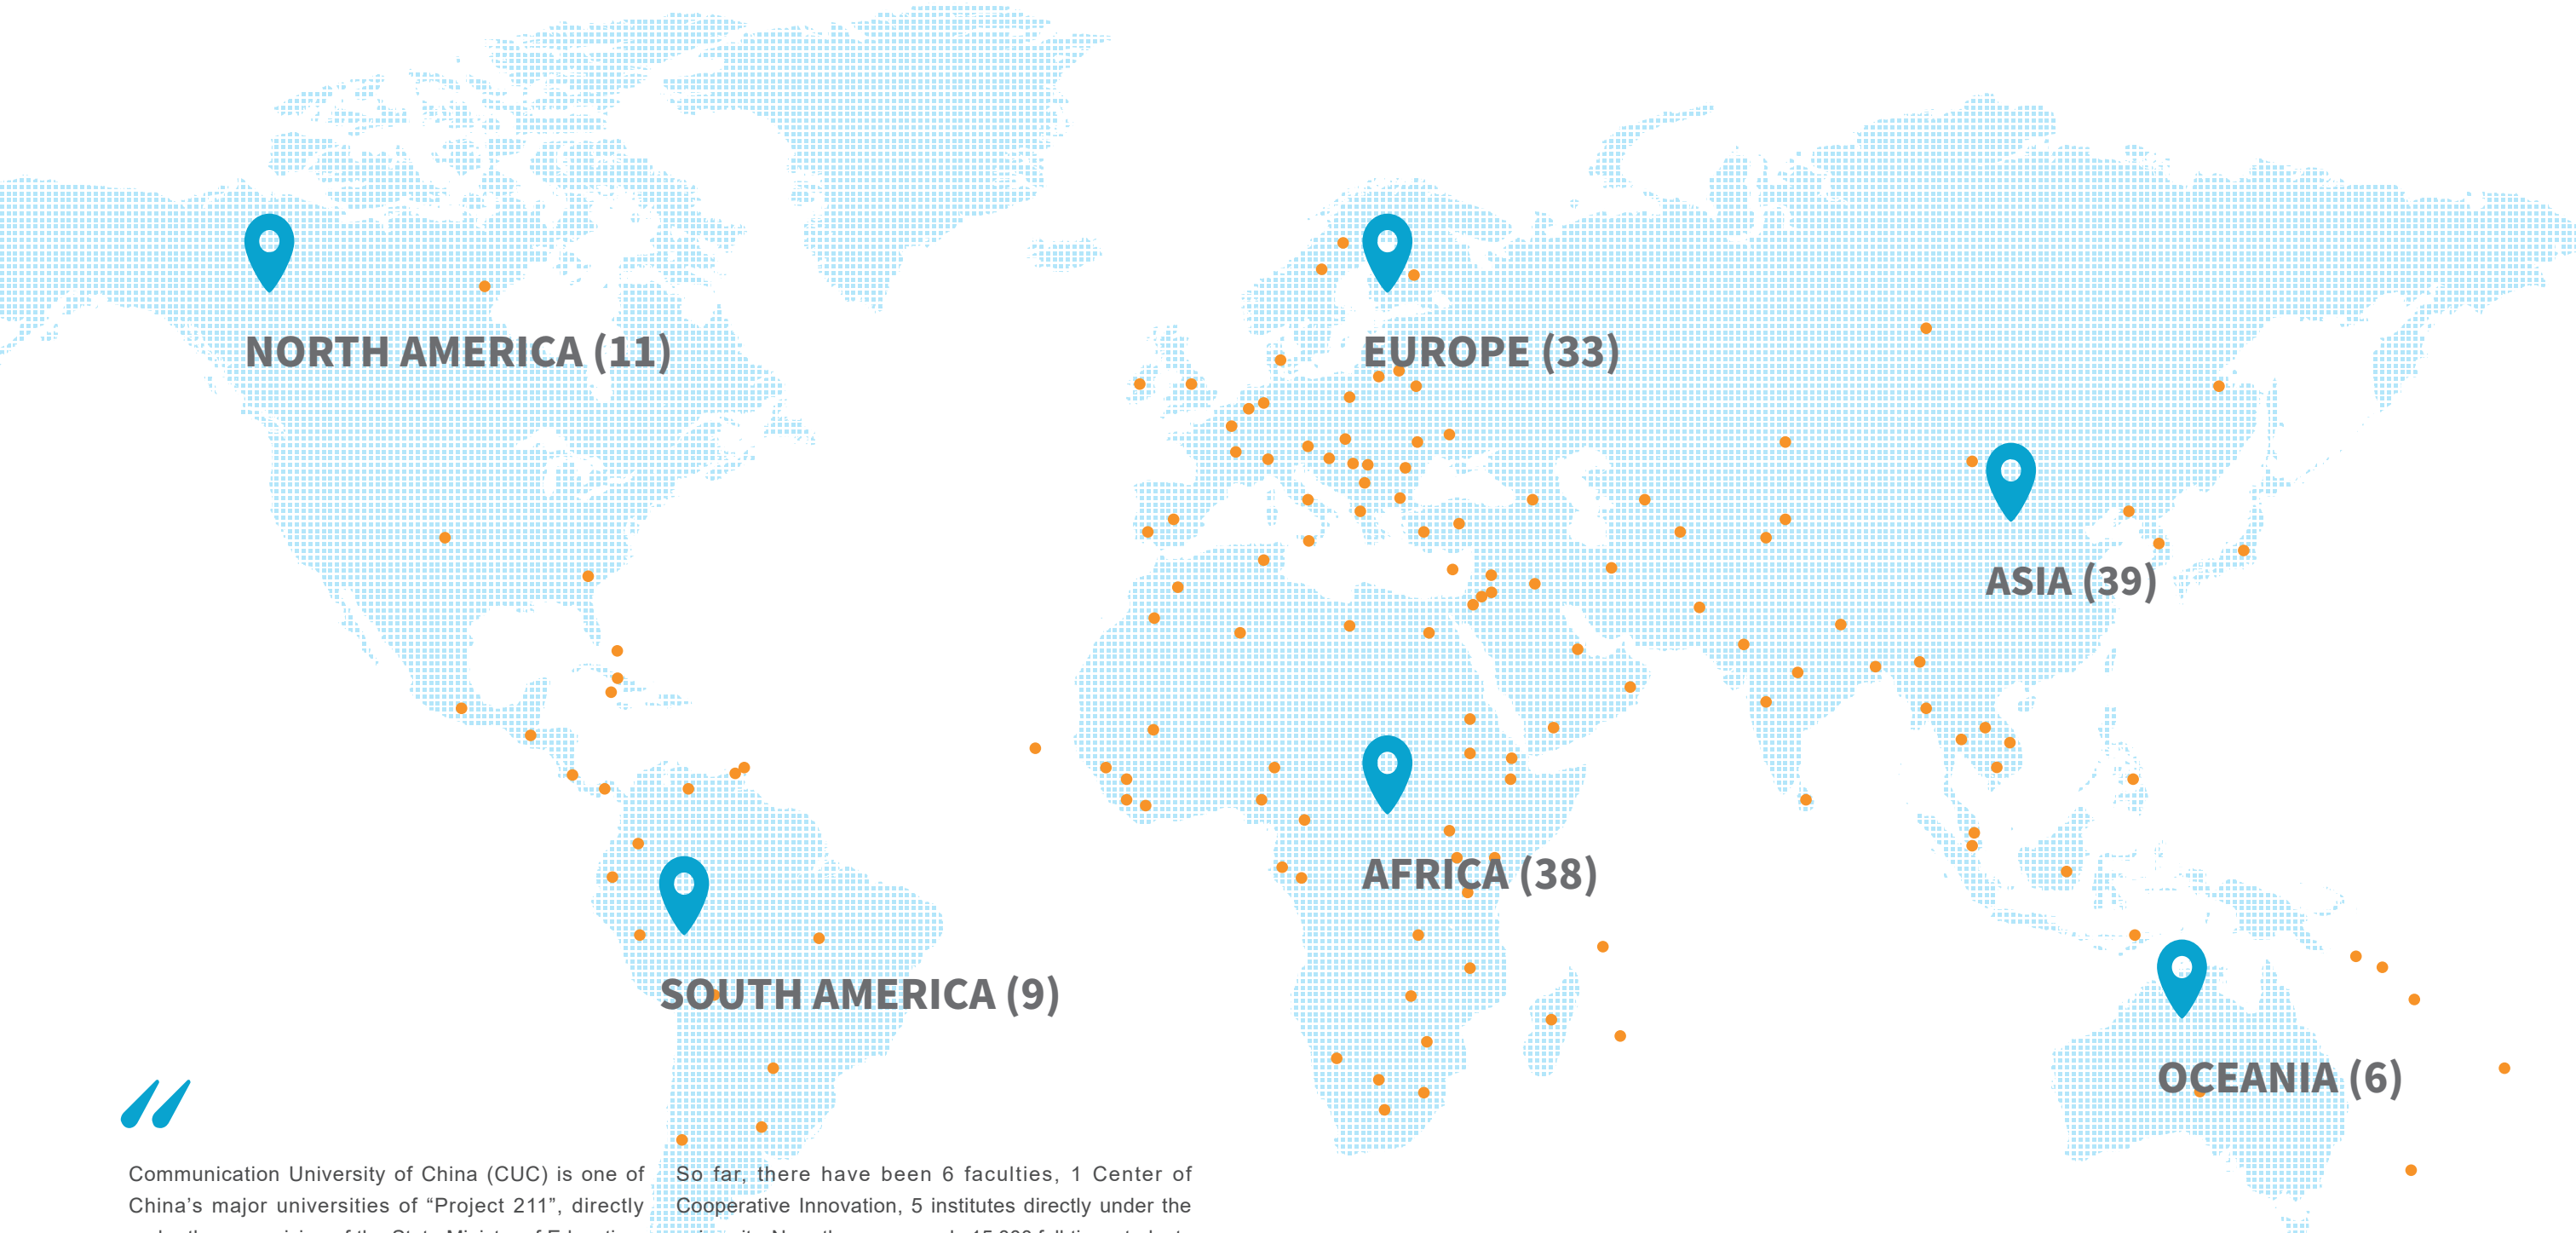 NORTH AMERICA (11)
EUROPE (33)
ASIA (39)
AFRICA (38)
SOUTH AMERICA (9)
OCEANIA (6)
Communication University of China (CUC) is one of
China’s major universities of “Project 211”, directly
So far, there have been 6 faculties, 1 Center of
Cooperative Innovation, 5 institutes directly under the